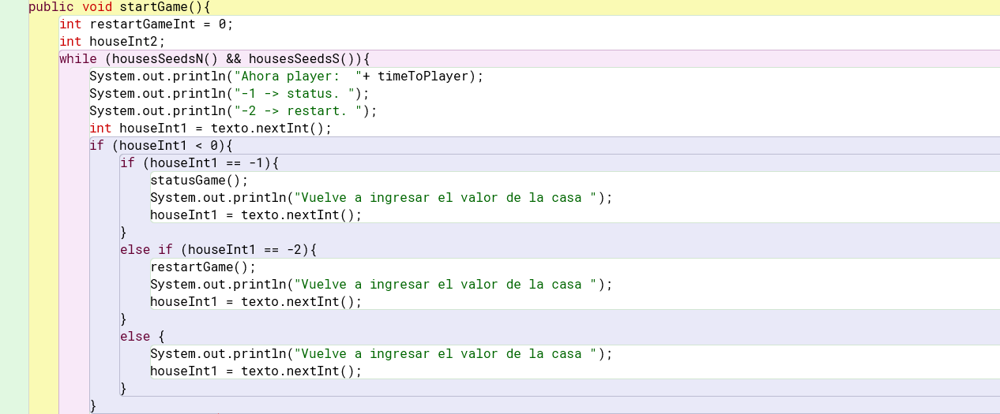 public void startGame(){
int restartGameInt = 0;
int houseInt2;
while (housesSeedsN() && housesSeedsS()){
System.out.println("Ahora player:  "+ timeToPlayer);
System.out.println("-1 -> status. ");
System.out.println("-2 -> restart. ");
int houseInt1 = texto.nextInt();
if (houseInt1 < 0){
if (houseInt1 == -1){
statusGame();
System.out.println("Vuelve a ingresar el valor de la casa ");
houseInt1 = texto.nextInt();
}
else if (houseInt1 == -2){
restartGame();
System.out.println("Vuelve a ingresar el valor de la casa ");
houseInt1 = texto.nextInt();
}
else {
System.out.println("Vuelve a ingresar el valor de la casa ");
houseInt1 = texto.nextInt();
}
}